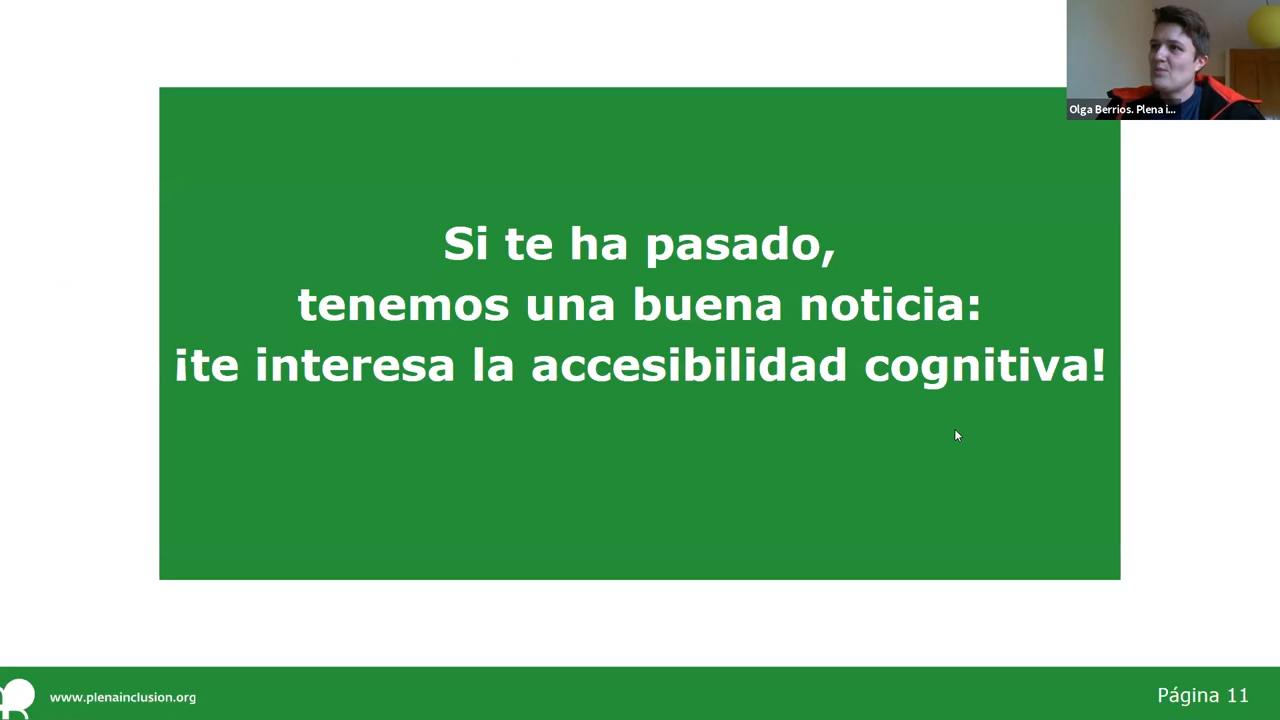 Olga Berrios. Plena i...
Si te ha pasado,
tenemos una buena noticia:
¡te interesa la accesibilidad cognitiva!
www.plenainclusion.org
Página 11